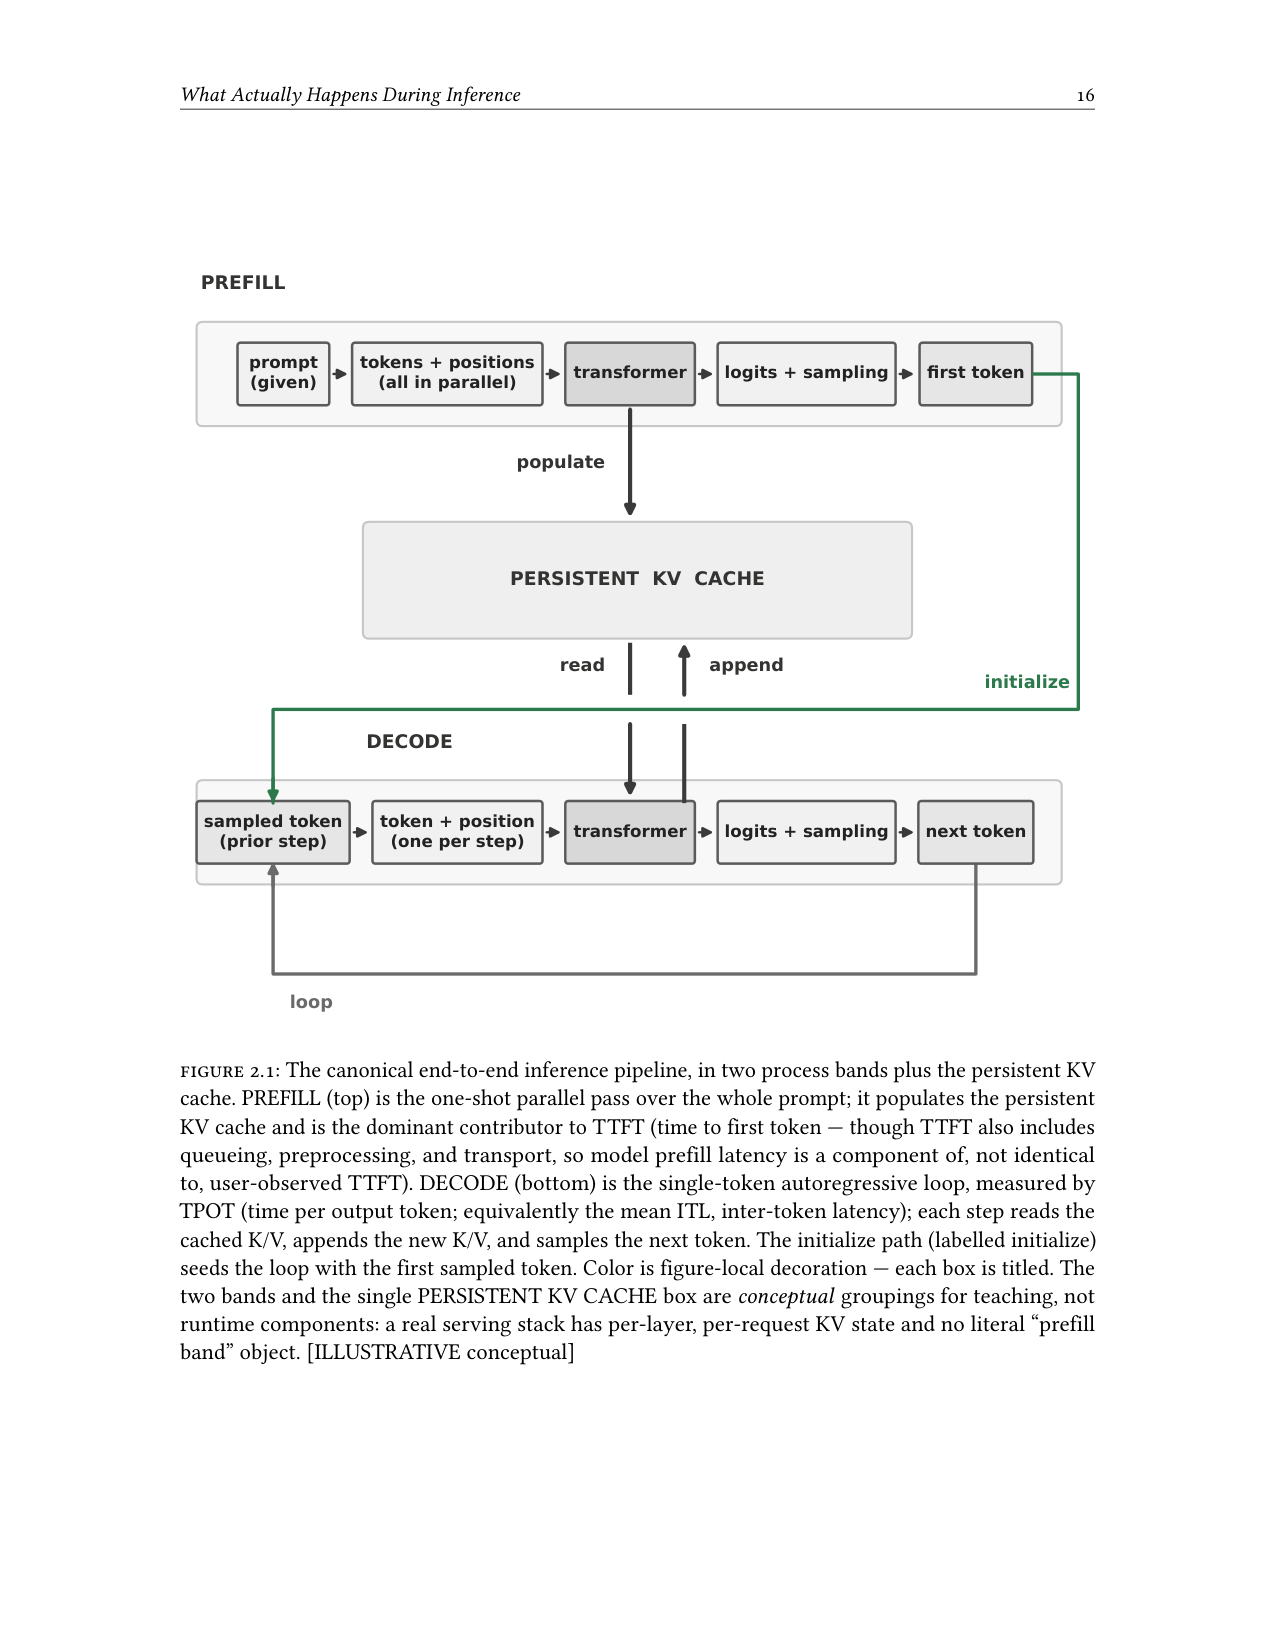 What Actually Happens During Inference 16
PREFILL
prompt
(given)
tokens + positions
(all in parallel)
transformer
logits + sampling
first token
populate
PERSISTENT KV CACHE
read
append
initialize
DECODE
sampled token
(prior step)
token + position
(one per step)
transformer
logits + sampling
next token
loop
FIGURE 2.1: The canonical end-to-end inference pipeline, in two process bands plus the persistent KV
cache. PREFILL (top) is the one-shot parallel pass over the whole prompt; it populates the persistent
KV cache and is the dominant contributor to TTFT (time to first token — though TTFT also includes
queueing, preprocessing, and transport, so model prefill latency is a component of, not identical
to, user-observed TTFT). DECODE (bottom) is the single-token autoregressive loop, measured by
TPOT (time per output token; equivalently the mean ITL, inter-token latency); each step reads the
cached K/V, appends the new K/V, and samples the next token. The initialize path (labelled initialize)
seeds the loop with the first sampled token. Color is figure-local decoration — each box is titled. The
two bands and the single PERSISTENT KV CACHE box are conceptual groupings for teaching, not
runtime components: a real serving stack has per-layer, per-request KV state and no literal “prefill
band” object. [ILLUSTRATIVE conceptual]